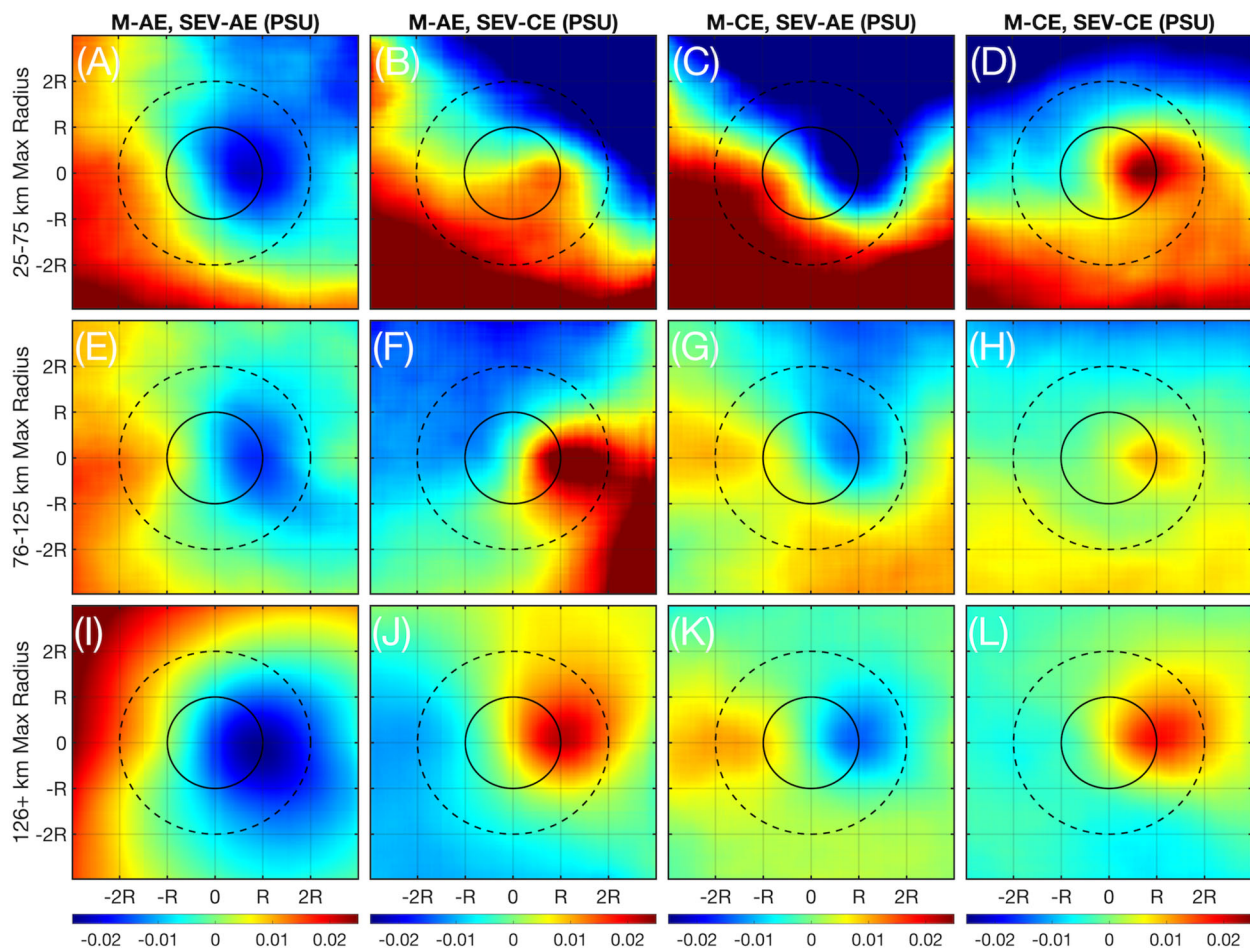 M-AE, SEV-AE (PSU) M-AE, SEV-CE (PSU) M-CE, SEV-AE (PSU) M-CE, SEV-CE (PSU)
25-75 km Max Radius
2R
R
0
-R
-2R
(A) (B) (C) (D)
76-125 km Max Radius
2R
R
0
-R
-2R
(E) (F) (G) (H)
126+ km Max Radius
2R
R
0
-R
-2R
(I) (J) (K) (L)
-2R -R 0 R 2R -2R -R 0 R 2R -2R -R 0 R 2R -2R -R 0 R 2R
-0.02 -0.01 0 0.01 0.02 -0.02 -0.01 0 0.01 0.02 -0.02 -0.01 0 0.01 0.02 -0.02 -0.01 0 0.01 0.02